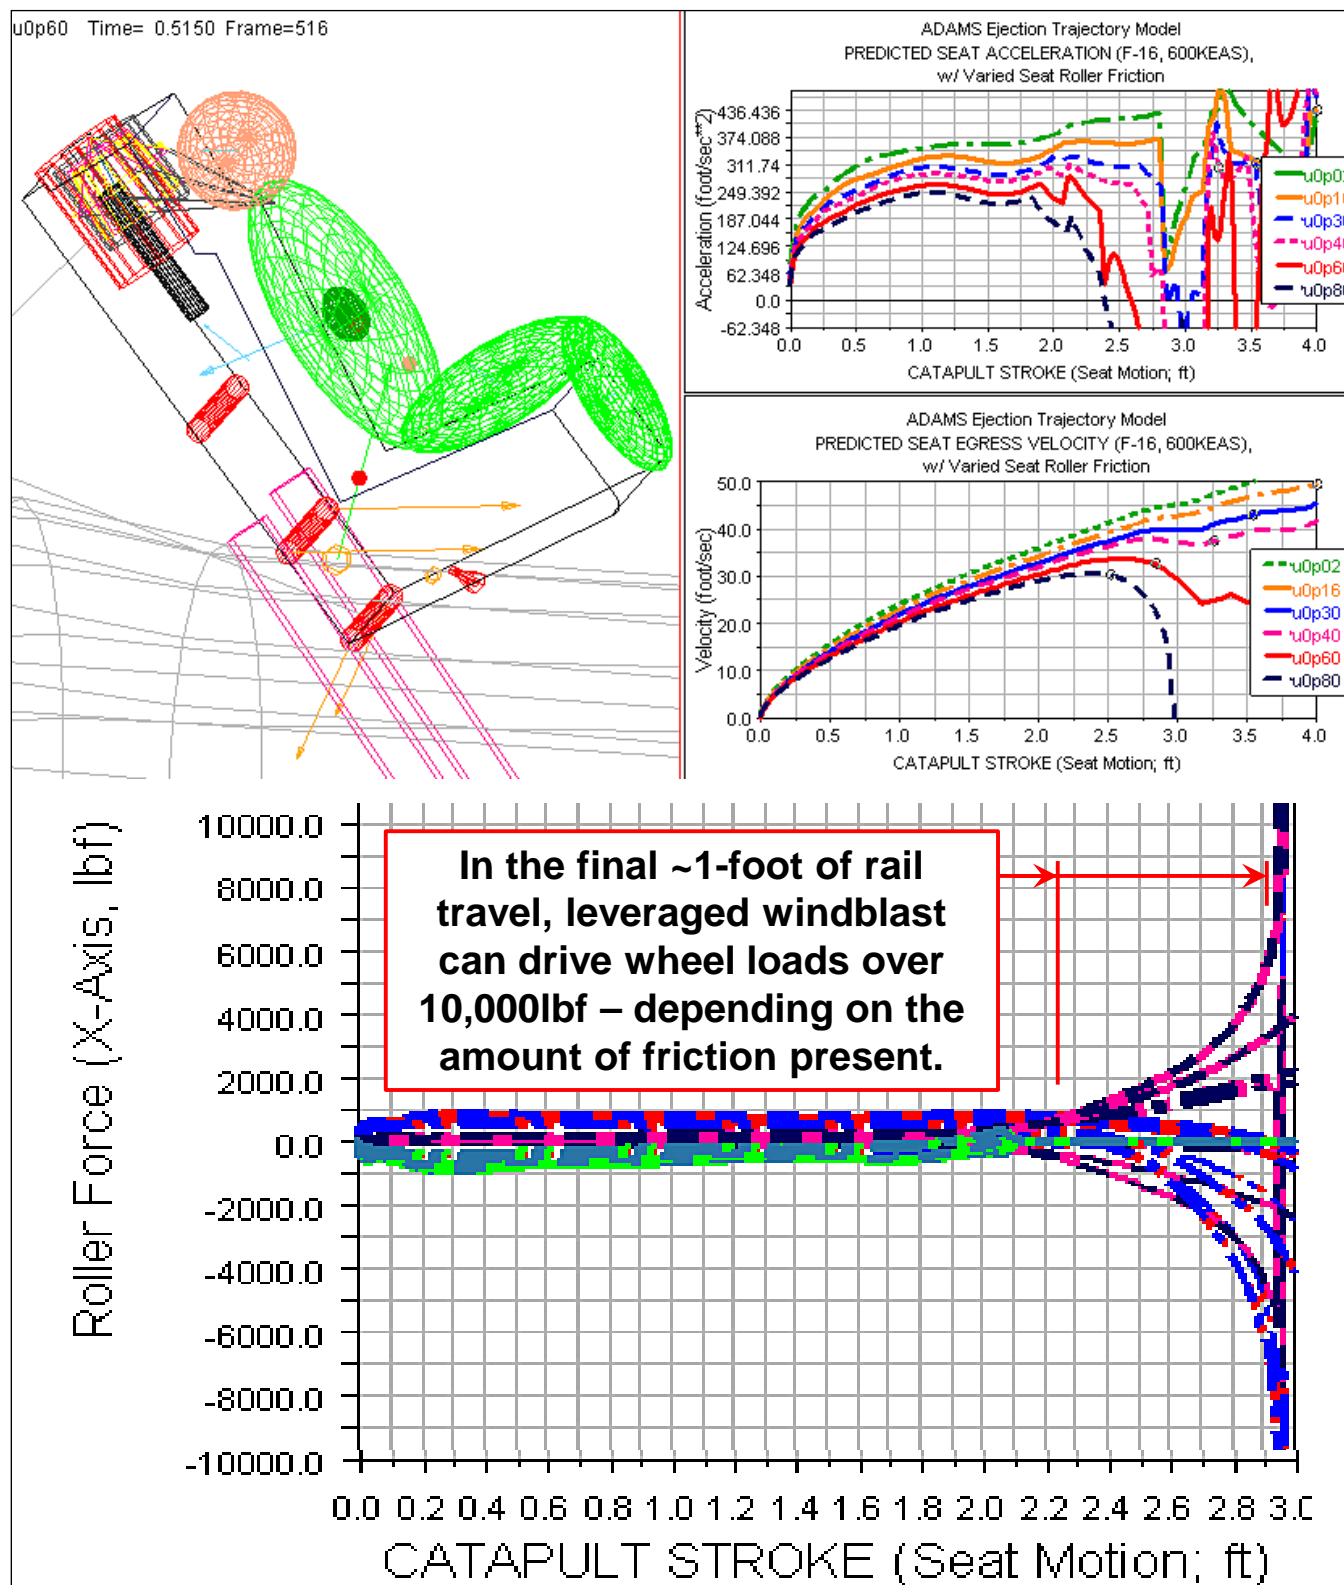 u0p60 Time= 0.5150 Frame=516
ADAMS Ejection Trajectory Model
PREDICTED SEAT ACCELERATION (F-16, 600KEAS),
w/ Varied Seat Roller Friction
Acceleration (foot/sec**2)
436.436
374.088
311.74
249.392
187.044
124.696
62.348
0.0
-62.348
0.0 0.5 1.0 1.5 2.0 2.5 3.0 3.5 4.0
CATAPULT STROKE (Seat Motion; ft)
u0p0
u0p1
u0p3
u0p4
u0p6
u0p8
ADAMS Ejection Trajectory Model
PREDICTED SEAT EGRESS VELOCITY (F-16, 600KEAS),
w/ Varied Seat Roller Friction
Velocity (foot/sec)
50.0
40.0
30.0
20.0
10.0
0.0
0.0 0.5 1.0 1.5 2.0 2.5 3.0 3.5 4.0
CATAPULT STROKE (Seat Motion; ft)
u0p02
u0p16
u0p30
u0p40
u0p60
u0p80
Roller Force (X-Axis, lbf)
10000.0
8000.0
6000.0
4000.0
2000.0
0.0
-2000.0
-4000.0
-6000.0
-8000.0
-10000.0
In the final ~1-foot of rail
travel, leveraged windblast
can drive wheel loads over
10,000lbf – depending on the
amount of friction present.
0.0 0.2 0.4 0.6 0.8 1.0 1.2 1.4 1.6 1.8 2.0 2.2 2.4 2.6 2.8 3.0
CATAPULT STROKE (Seat Motion; ft)